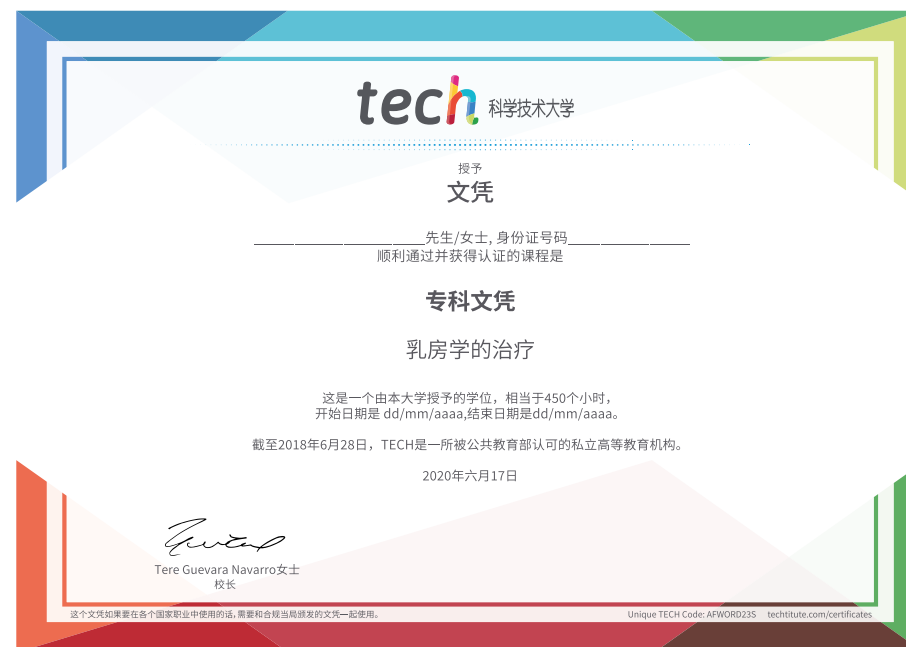 tech 科学技术大学
授予
文凭
____________________先生/女士, 身份证号码______________
顺利通过并获得认证的课程是
专科文凭
乳房学的治疗
这是一个由本大学授予的学位，相当于450个小时，
开始日期是 dd/mm/aaaa,结束日期是dd/mm/aaaa。
截至2018年6月28日，TECH是一所被公共教育部认可的私立高等教育机构。
2020年六月17日
Tere Guevara Navarro女士
校长
这个文凭如果要在各个国家职业中使用的话,需要和合规当局颁发的文凭一起使用。
Unique TECH Code: AFWORD23S techtitute.com/certificates